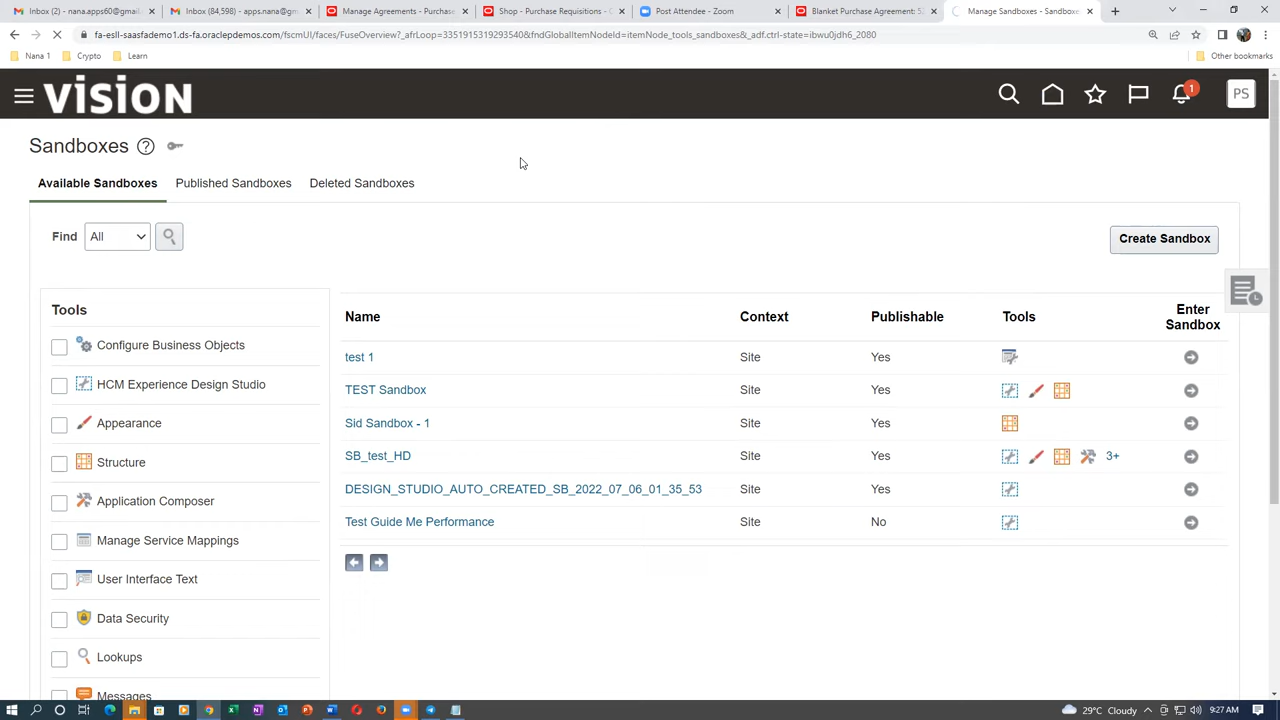 Inbox (2) - nana.apps60@gmail
Inbox (84,598) - apps.nana@gm
Manage Agreements - Purchase
Shop - Purchase Requisitions - O
Post Attendee - Zoom
Blanket Purchase Agreement: 52
Manage Sandboxes - Sandboxe
fa-esll-saasfademo1.ds-fa.oraclepdemos.com/fscmUI/faces/FuseOverview?_afrLoop=3351915319293540&fndGlobalItemNodeId=itemNode_tools_sandboxes&_adf.ctrl-state=ibwu0jdh6_2080
Nana 1
Crypto
Learn
Other bookmarks
VISION
1
PS
Sandboxes
Available Sandboxes
Published Sandboxes
Deleted Sandboxes
Find
All
Create Sandbox
Tools
Configure Business Objects
HCM Experience Design Studio
Appearance
Structure
Application Composer
Manage Service Mappings
User Interface Text
Data Security
Lookups
Messages
Name Context Publishable Tools Enter Sandbox
test 1 Site Yes
TEST Sandbox Site Yes
Sid Sandbox - 1 Site Yes
SB_test_HD Site Yes 3+
DESIGN_STUDIO_AUTO_CREATED_SB_2022_07_06_01_35_53 Site Yes
Test Guide Me Performance Site No
29°C Cloudy
9:27 AM